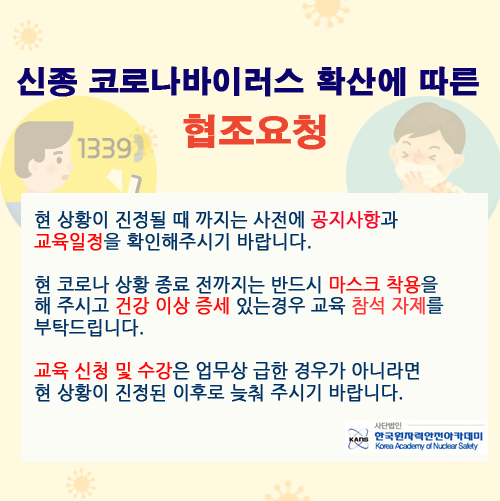 신종 코로나바이러스 확산에 따른
협조요청
1339
현 상황이 진정될 때 까지는 사전에 공지사항과
교육일정을 확인해주시기 바랍니다.
현 코로나 상황 종료 전까지는 반드시 마스크 착용을
해 주시고 건강 이상 증세 있는경우 교육 참석 자제를
부탁드립니다.
교육 신청 및 수강은 업무상 급한 경우가 아니라면
현 상황이 진정된 이후로 늦춰 주시기 바랍니다.
사단법인
KANS 한국원자력안전아카데미
Korea Academy of Nuclear Safety